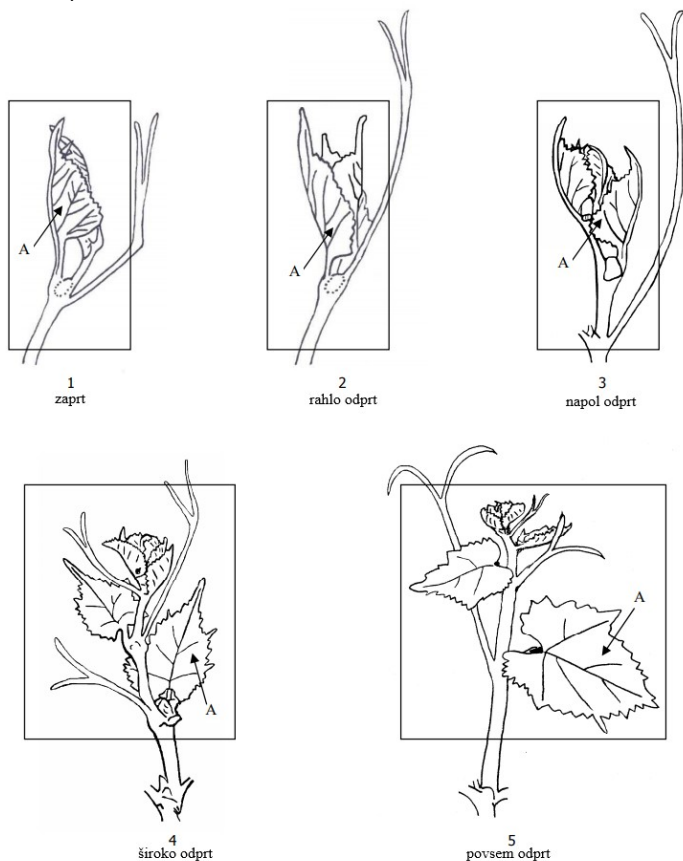 A
A
A
1
2
3
zaprt
rahlo odprt
napol odprt
A
A
4
5
široko odprt
povsem odprt